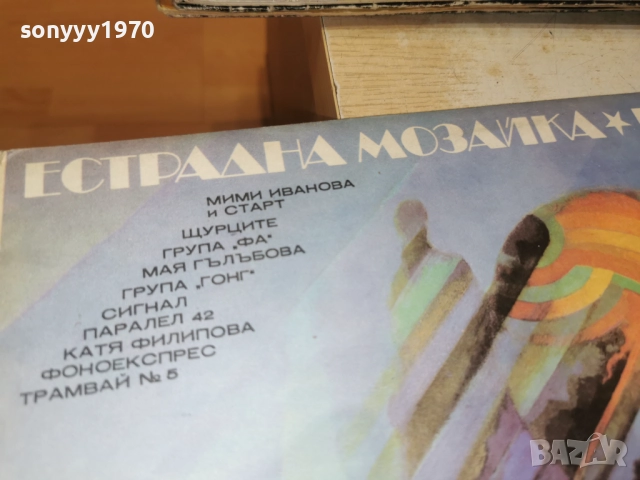 sonyyy1970
ЕСТРАДНА МОЗАЙКА ★
МИМИ ИВАНОВА
И СТАРТ
ЩУРЦИТЕ
ГРУПА „ФА"
МАЯ ГЪЛЪБОВА
ГРУПА „ГОНГ"
СИГНАЛ
ПАРАЛЕЛ 42
КАТЯ ФИЛИПОВА
ФОНОЕКСПРЕС
ТРАМВАЙ № 5
BAZAR